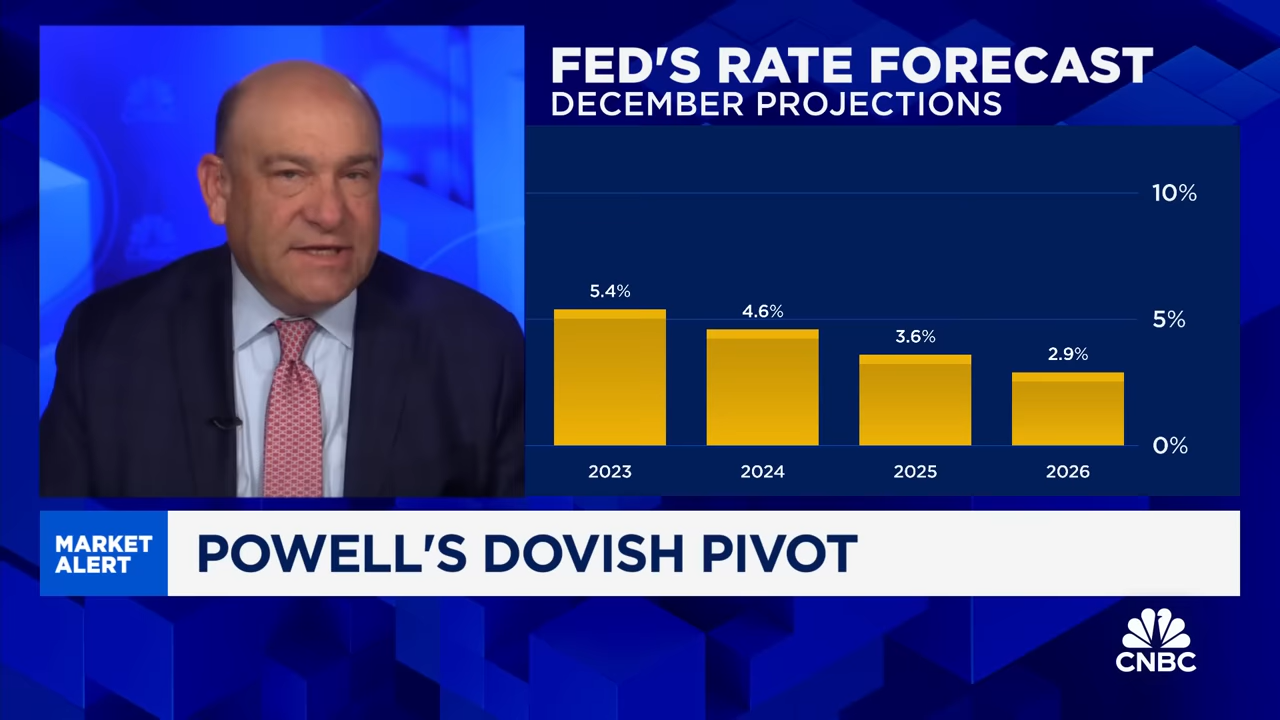 FED'S RATE FORECAST
DECEMBER PROJECTIONS
10%
5%
0%
5.4%
4.6%
3.6%
2.9%
2023
2024
2025
2026
MARKET
ALERT
POWELL'S DOVISH PIVOT
CNBC